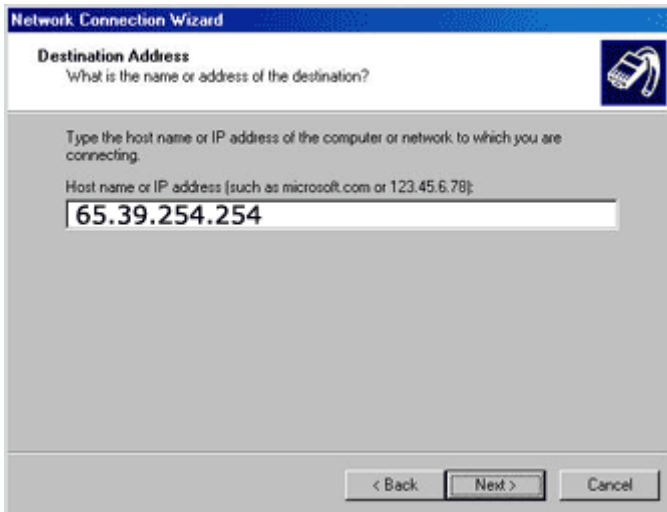 Network Connection Wizard
Destination Address
What is the name or address of the destination?
Type the host name or IP address of the computer or network to which you are
connecting.
Host name or IP address (such as microsoft.com or 123.45.6.78):
65.39.254.254
< Back
Next >
Cancel